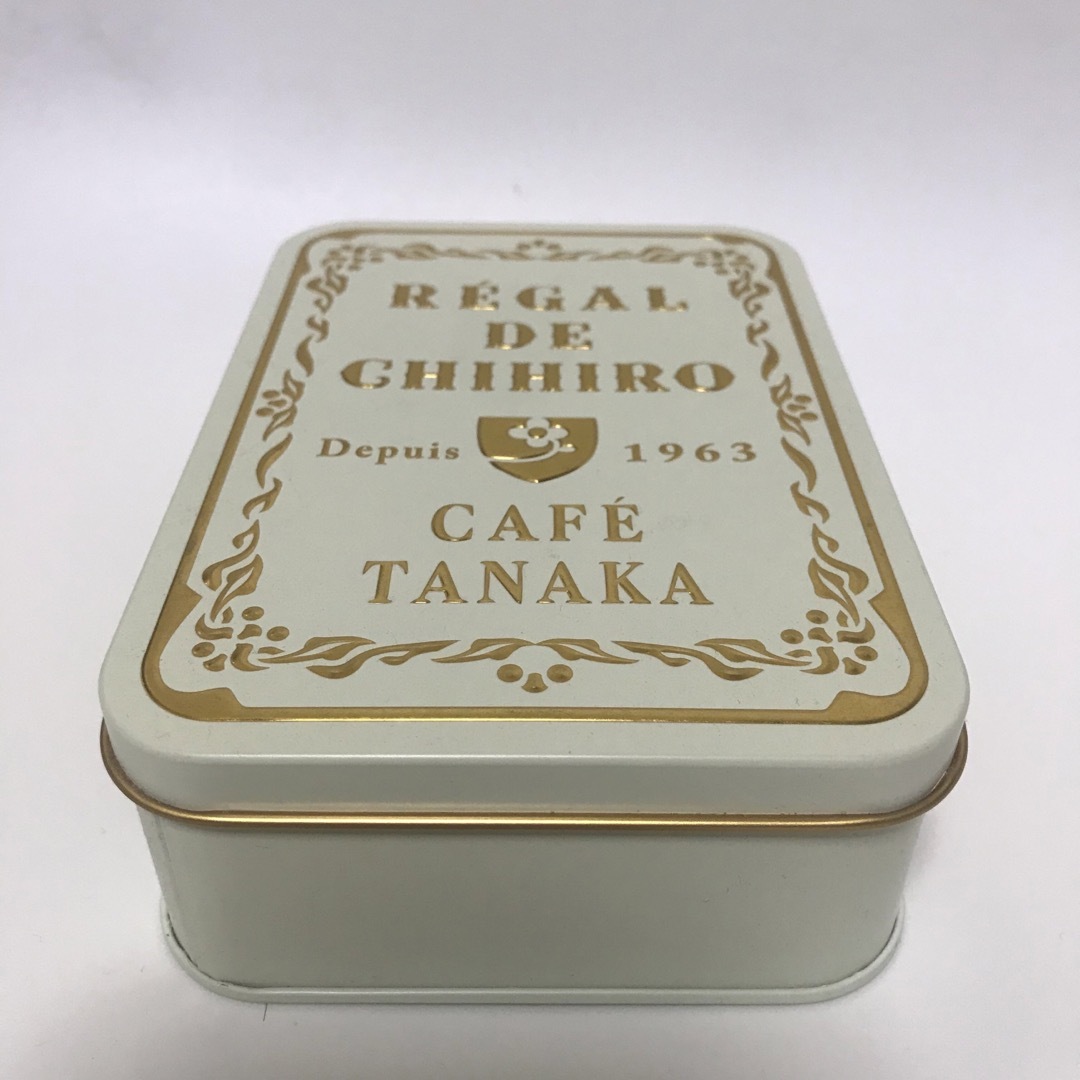 RÉGAL
DE
CHIHIRO
Depuis 1963
CAFÉ
TANAKA